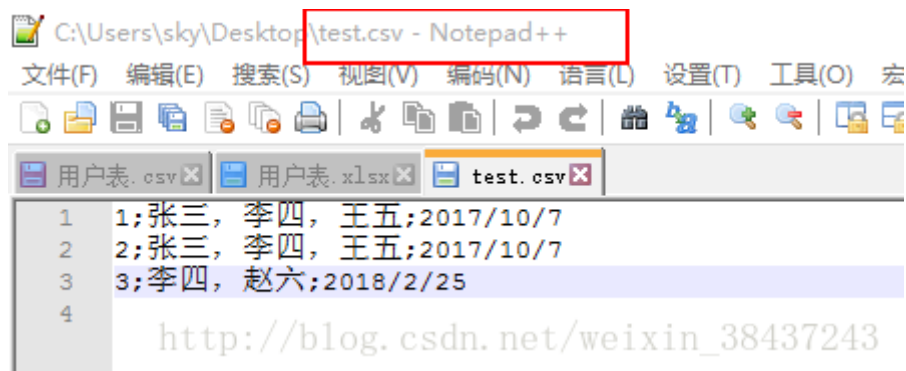 C:\Users\sky\Desktop\test.csv - Notepad++
文件(F) 编辑(E) 搜索(S) 视图(V) 编码(N) 语言(L) 设置(T) 工具(O) 宏
用户表.csv 用户表.xlsx test.csv
1 1;张三，李四，王五;2017/10/7
2 2;张三，李四，王五;2017/10/7
3 3;李四，赵六;2018/2/25
4
http://blog.csdn.net/weixin_38437243